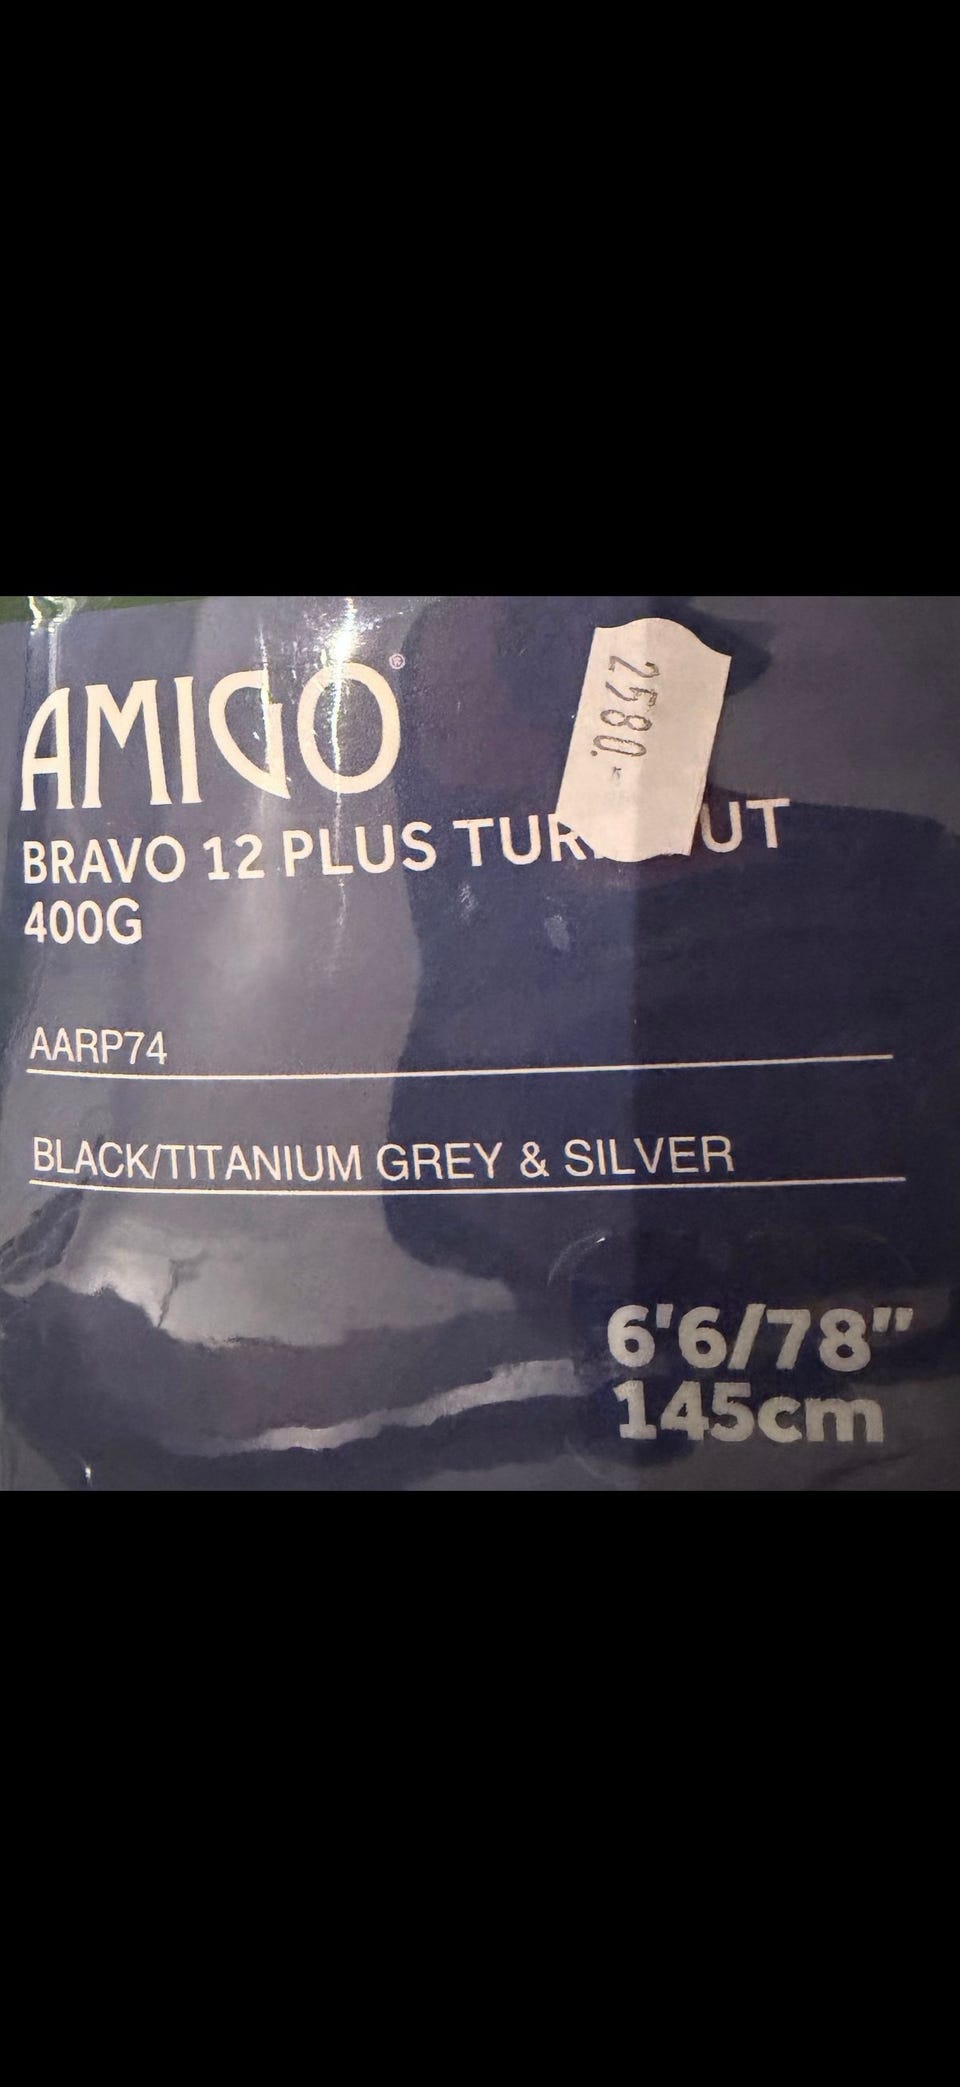 AMIGO®
2580.-
BRAVO 12 PLUS
400G
AARP74
BLACK/TITANIUM GREY & SILVER
6'6/78"
145cm